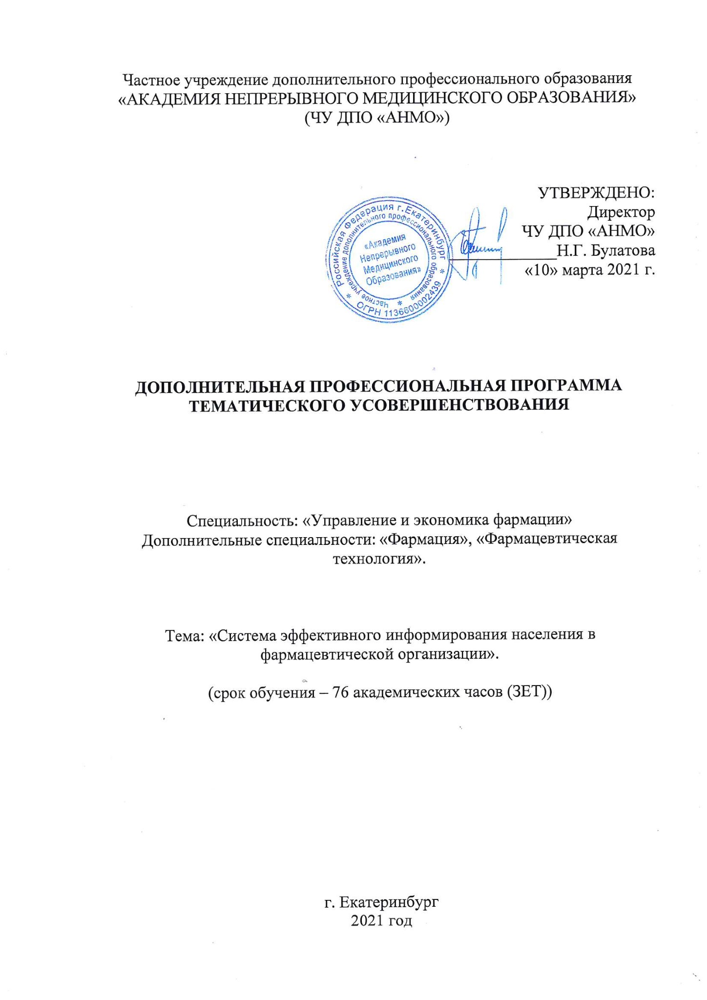 Частное учреждение дополнительного профессионального образования
«АКАДЕМИЯ НЕПРЕРЫВНОГО МЕДИЦИНСКОГО ОБРАЗОВАНИЯ»
(ЧУ ДПО «АНМО»)
УТВЕРЖДЕНО:
Директор
ЧУ ДПО «АНМО»
Н.Г. Булатова
«10» марта 2021 г.
Российская Федерация г.Екатеринбург
* ОГРН 1136600002439 *
Частное учреждение дополнительного профессионального образования *
«Академия
Непрерывного
Медицинского
Образования»
ДОПОЛНИТЕЛЬНАЯ ПРОФЕССИОНАЛЬНАЯ ПРОГРАММА
ТЕМАТИЧЕСКОГО УСОВЕРШЕНСТВОВАНИЯ
Специальность: «Управление и экономика фармации»
Дополнительные специальности: «Фармация», «Фармацевтическая
технология».
Тема: «Система эффективного информирования населения в
фармацевтической организации».
(срок обучения – 76 академических часов (ЗЕТ))
г. Екатеринбург
2021 год